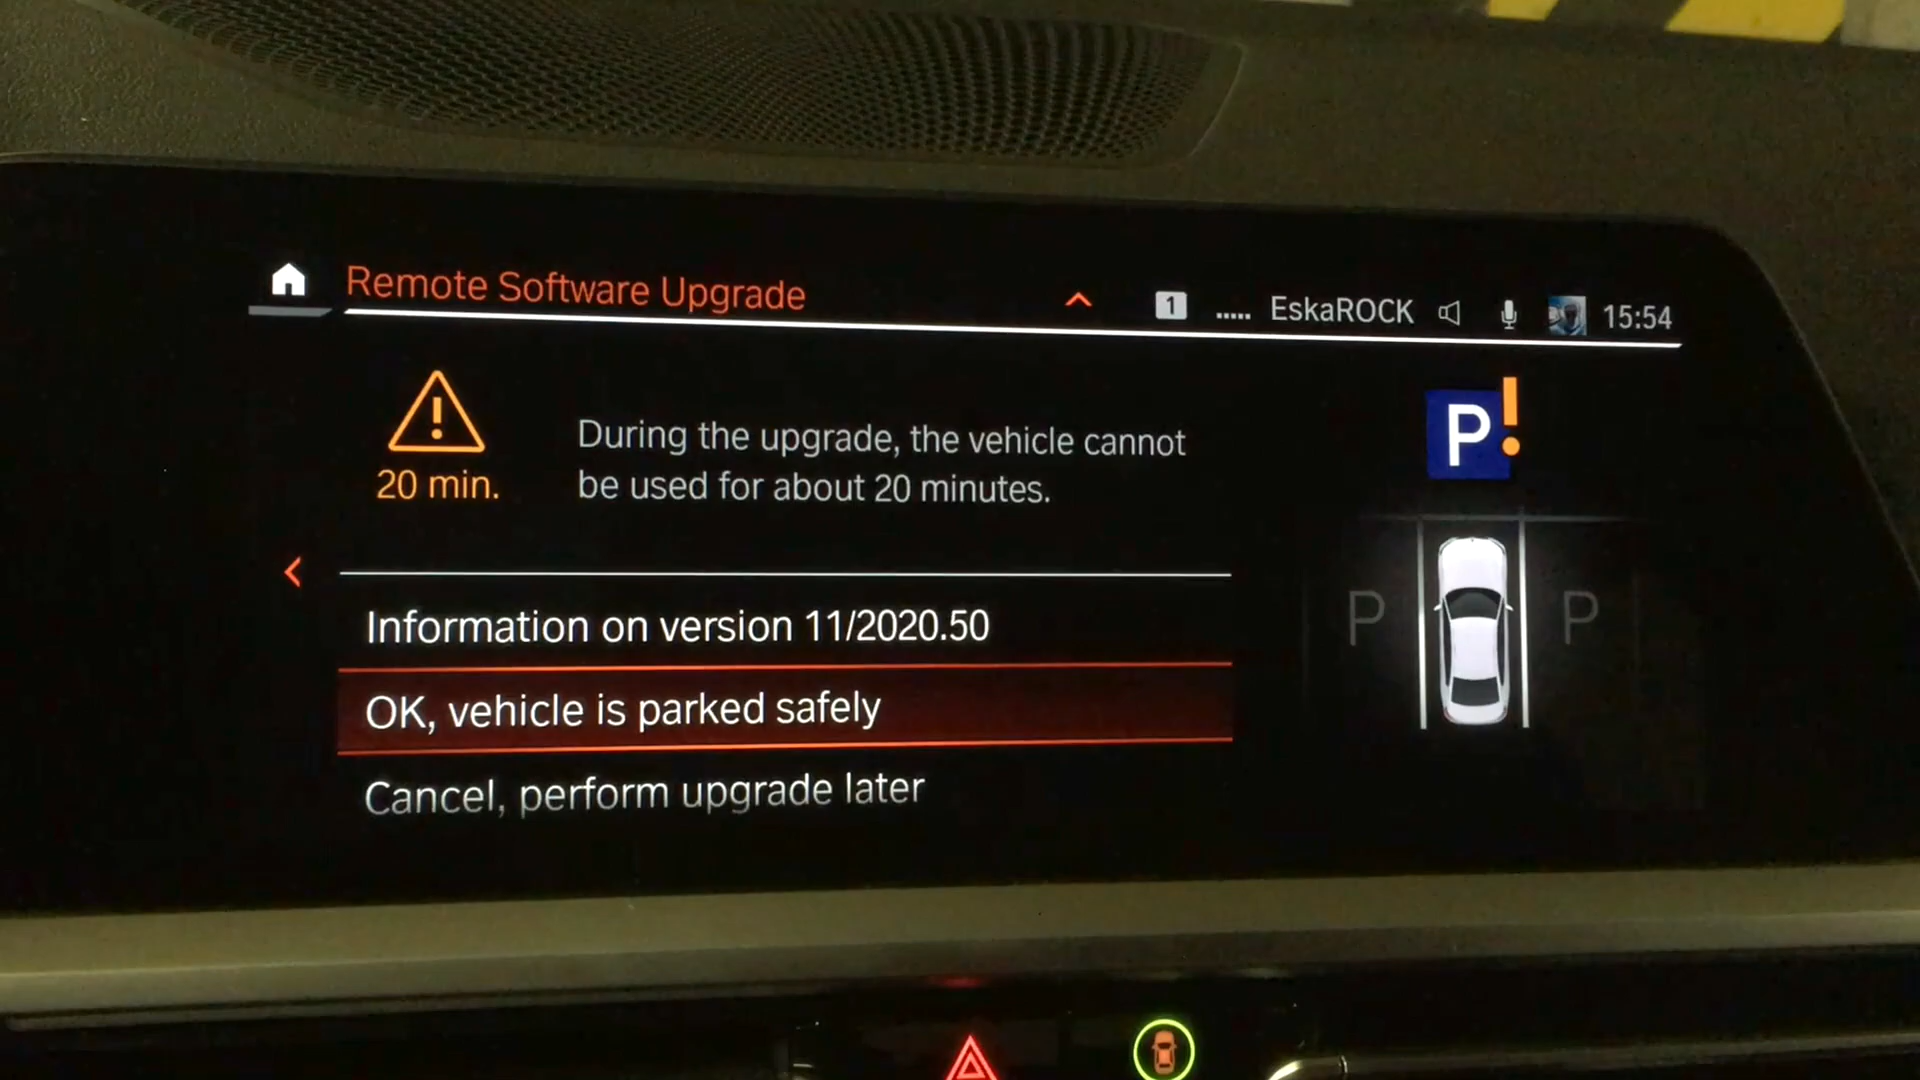 Remote Software Upgrade
1 ..... EskaROCK 15:54
20 min.
During the upgrade, the vehicle cannot
be used for about 20 minutes.
P!
Information on version 11/2020.50
OK, vehicle is parked safely
Cancel, perform upgrade later
P P